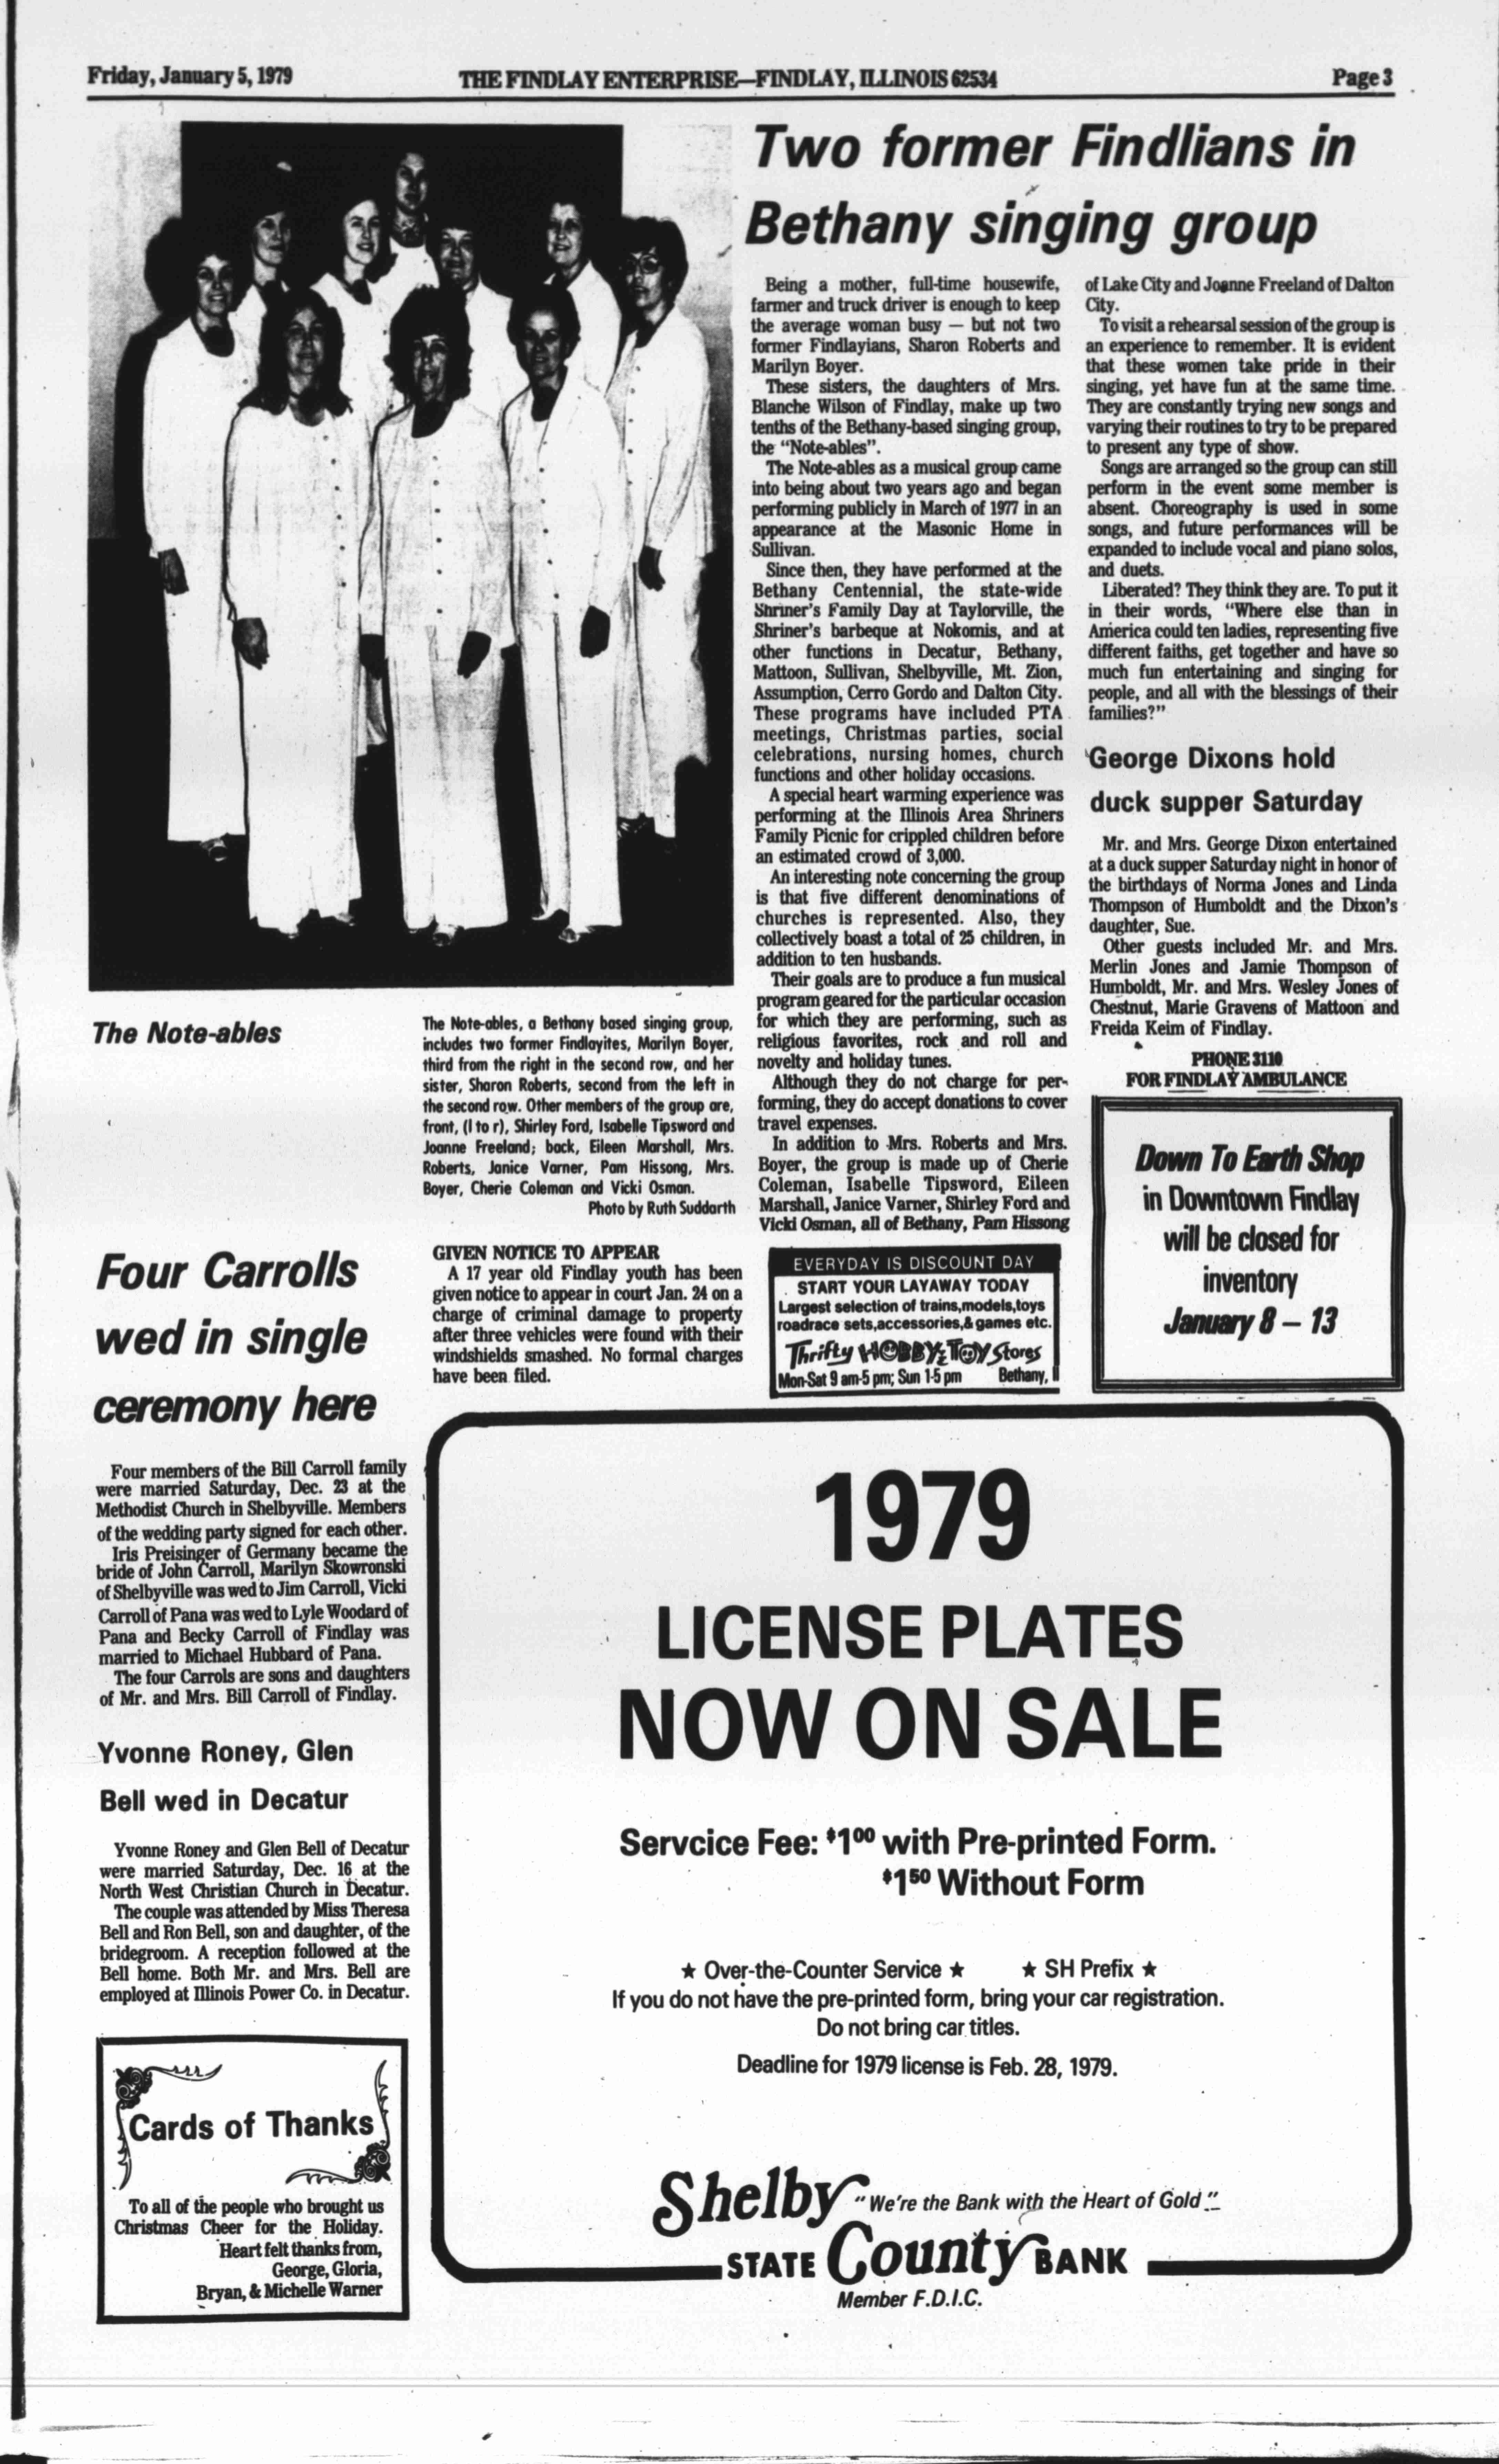 Friday, January 5, 1979
THE FINDLAY ENTERPRISE—FINDLAY, ILLINOIS 62534
Page 3
Two former Findlians in
Bethany singing group
Being a mother, full-time housewife,
farmer and truck driver is enough to keep
the average woman busy — but not two
former Findlayians, Sharon Roberts and
Marilyn Boyer.
These sisters, the daughters of Mrs.
Blanche Wilson of Findlay, make up two
tenths of the Bethany-based singing group,
the "Note-ables".
The Note-ables as a musical group came
into being about two years ago and began
performing publicly in March of 1977 in an
appearance at the Masonic Home in
Sullivan.
Since then, they have performed at the
Bethany Centennial, the state-wide
Shriner's Family Day at Taylorville, the
Shriner's barbeque at Nokomis, and at
other functions in Decatur, Bethany,
Mattoon, Sullivan, Shelbyville, Mt. Zion,
Assumption, Cerro Gordo and Dalton City.
These programs have included PTA
meetings, Christmas parties, social
celebrations, nursing homes, church
functions and other holiday occasions.
A special heart warming experience was
performing at the Illinois Area Shriners
Family Picnic for crippled children before
an estimated crowd of 3,000.
An interesting note concerning the group
is that five different denominations of
churches is represented. Also, they
collectively boast a total of 25 children, in
addition to ten husbands.
Their goals are to produce a fun musical
program geared for the particular occasion
for which they are performing, such as
religious favorites, rock and roll and
novelty and holiday tunes.
Although they do not charge for per-
forming, they do accept donations to cover
travel expenses.
In addition to Mrs. Roberts and Mrs.
Boyer, the group is made up of Cherie
Coleman, Isabelle Tipsword, Eileen
Marshall, Janice Varner, Shirley Ford and
Vicki Osman, all of Bethany, Pam Hissong
of Lake City and Joanne Freeland of Dalton
City.
To visit a rehearsal session of the group is
an experience to remember. It is evident
that these women take pride in their
singing, yet have fun at the same time.
They are constantly trying new songs and
varying their routines to try to be prepared
to present any type of show.
Songs are arranged so the group can still
perform in the event some member is
absent. Choreography is used in some
songs, and future performances will be
expanded to include vocal and piano solos,
and duets.
Liberated? They think they are. To put it
in their words, "Where else than in
America could ten ladies, representing five
different faiths, get together and have so
much fun entertaining and singing for
people, and all with the blessings of their
families?"
The Note-ables
The Note-ables, a Bethany based singing group,
includes two former Findlayites, Marilyn Boyer,
third from the right in the second row, and her
sister, Sharon Roberts, second from the left in
the second row. Other members of the group are,
front, (l to r), Shirley Ford, Isabelle Tipsword and
Joanne Freeland; back, Eileen Marshall, Mrs.
Roberts, Janice Varner, Pam Hissong, Mrs.
Boyer, Cherie Coleman and Vicki Osman.
Photo by Ruth Suddarth
George Dixons hold
duck supper Saturday
Mr. and Mrs. George Dixon entertained
at a duck supper Saturday night in honor of
the birthdays of Norma Jones and Linda
Thompson of Humboldt and the Dixon's
daughter, Sue.
Other guests included Mr. and Mrs.
Merlin Jones and Jamie Thompson of
Humboldt, Mr. and Mrs. Wesley Jones of
Chestnut, Marie Gravens of Mattoon and
Freida Keim of Findlay.
PHONE 3110
FOR FINDLAY AMBULANCE
Down To Earth Shop
in Downtown Findlay
will be closed for
inventory
January 8 – 13
Four Carrolls
wed in single
ceremony here
Four members of the Bill Carroll family
were married Saturday, Dec. 23 at the
Methodist Church in Shelbyville. Members
of the wedding party signed for each other.
Iris Preisinger of Germany became the
bride of John Carroll, Marilyn Skowronski
of Shelbyville was wed to Jim Carroll, Vicki
Carroll of Pana was wed to Lyle Woodard of
Pana and Becky Carroll of Findlay was
married to Michael Hubbard of Pana.
The four Carrols are sons and daughters
of Mr. and Mrs. Bill Carroll of Findlay.
Yvonne Roney, Glen
Bell wed in Decatur
Yvonne Roney and Glen Bell of Decatur
were married Saturday, Dec. 16 at the
North West Christian Church in Decatur.
The couple was attended by Miss Theresa
Bell and Ron Bell, son and daughter, of the
bridegroom. A reception followed at the
Bell home. Both Mr. and Mrs. Bell are
employed at Illinois Power Co. in Decatur.
Cards of Thanks
To all of the people who brought us
Christmas Cheer for the Holiday.
Heart felt thanks from,
George, Gloria,
Bryan, & Michelle Warner
GIVEN NOTICE TO APPEAR
A 17 year old Findlay youth has been
given notice to appear in court Jan. 24 on a
charge of criminal damage to property
after three vehicles were found with their
windshields smashed. No formal charges
have been filed.
EVERYDAY IS DISCOUNT DAY
START YOUR LAYAWAY TODAY
Largest selection of trains,models,toys
roadrace sets,accessories,& games etc.
Thrifty HOBBY & TOY Stores
Mon-Sat 9 am-5 pm; Sun 1-5 pm Bethany, Il
1979
LICENSE PLATES
NOW ON SALE
Servcice Fee: $100 with Pre-printed Form.
$150 Without Form
★ Over-the-Counter Service ★ ★ SH Prefix ★
If you do not have the pre-printed form, bring your car registration.
Do not bring car titles.
Deadline for 1979 license is Feb. 28, 1979.
Shelby "We're the Bank with the Heart of Gold"
STATE County BANK
Member F.D.I.C.